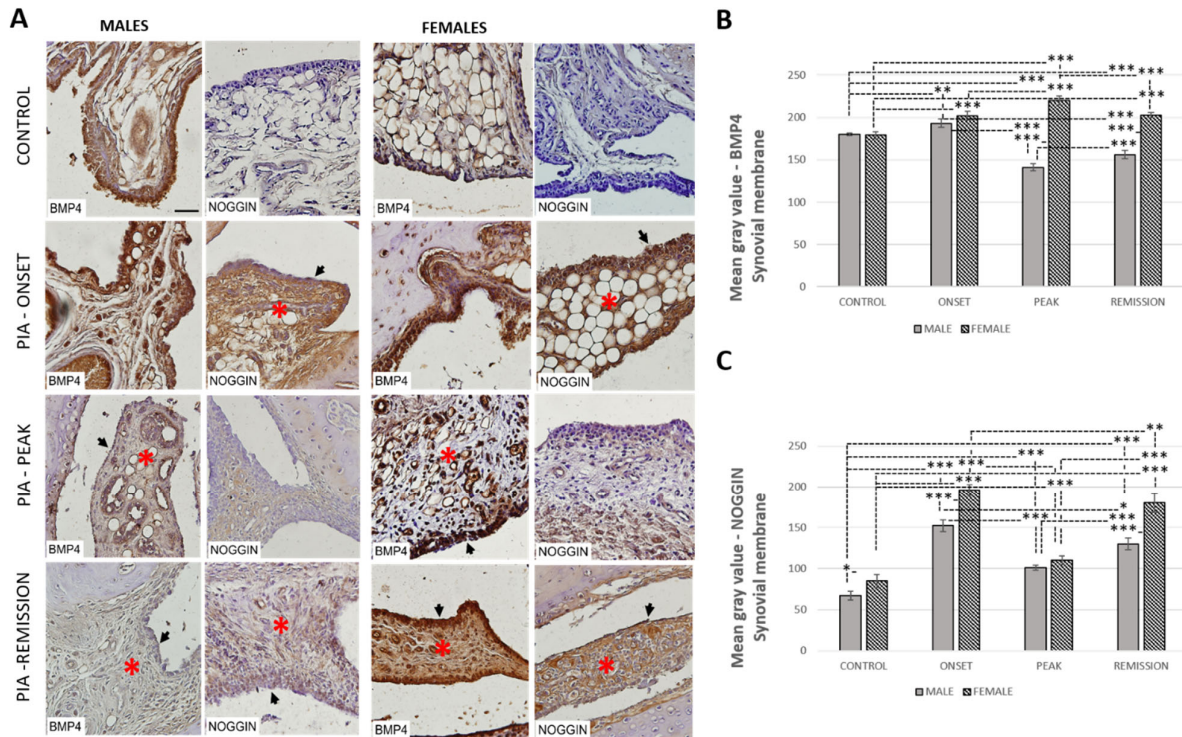 A
MALES
FEMALES
CONTROL
BMP4
NOGGIN
BMP4
NOGGIN
PIA - ONSET
BMP4
NOGGIN
BMP4
NOGGIN
PIA - PEAK
BMP4
NOGGIN
BMP4
NOGGIN
PIA -REMISSION
BMP4
NOGGIN
BMP4
NOGGIN
B
Mean gray value - BMP4
Synovial membrane
250
200
150
100
50
0
***
***
***
***
**
***
***
***
***
***
***
***
CONTROL
ONSET
PEAK
REMISSION
MALE
FEMALE
C
Mean gray value - NOGGIN
Synovial membrane
250
200
150
100
50
0
**
***
***
***
***
***
***
***
*
***
***
***
*
CONTROL
ONSET
PEAK
REMISSION
MALE
FEMALE